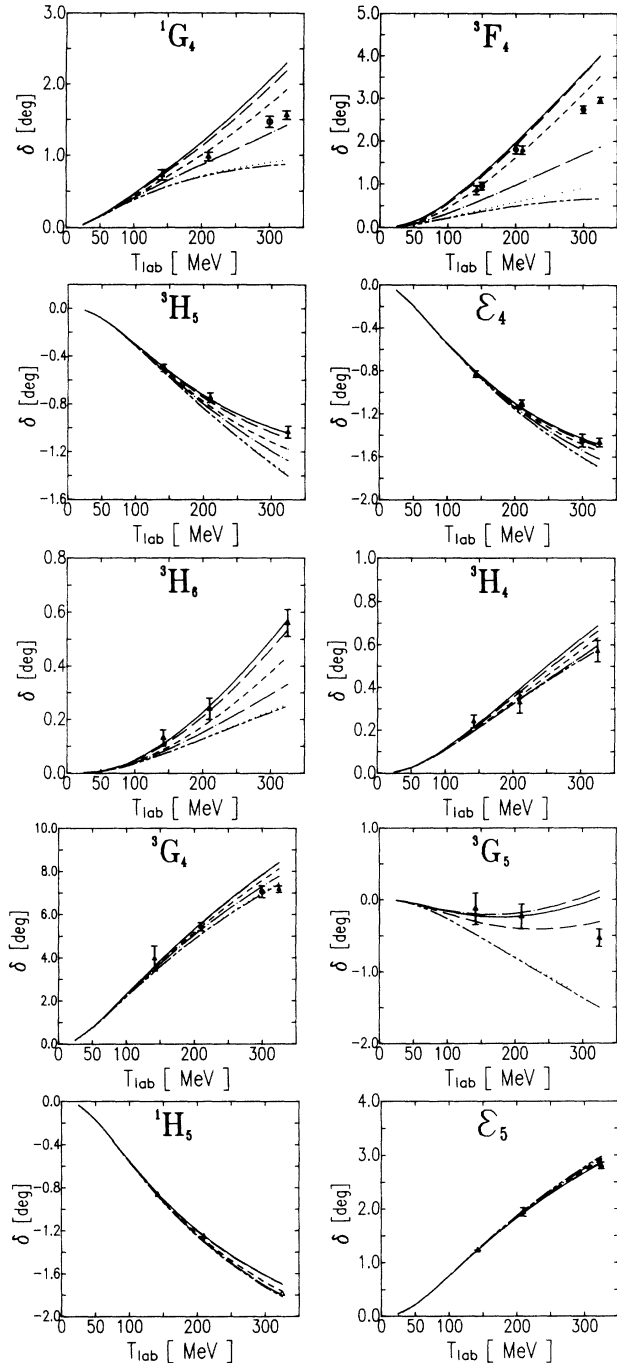 ¹G₄
3.0
2.0
1.0
0.0
δ [deg]
0 50 100 150 200 250 300
T_lab [ MeV ]
³F₄
5.0
4.0
3.0
2.0
1.0
0.0
δ [deg]
0 50 100 150 200 250 300
T_lab [ MeV ]
³H₅
0.0
-0.4
-0.8
-1.2
-1.6
δ [deg]
0 50 100 150 200 250 300
T_lab [ MeV ]
ε₄
0.0
-0.4
-0.8
-1.2
-1.6
-2.0
δ [deg]
0 50 100 150 200 250 300
T_lab [ MeV ]
³H₆
0.8
0.6
0.4
0.2
0.0
δ [deg]
0 50 100 150 200 250 300
T_lab [ MeV ]
³H₄
1.0
0.8
0.6
0.4
0.2
0.0
δ [deg]
0 50 100 150 200 250 300
T_lab [ MeV ]
³G₄
10.0
8.0
6.0
4.0
2.0
0.0
δ [deg]
0 50 100 150 200 250 300
T_lab [ MeV ]
³G₅
1.0
0.0
-1.0
-2.0
δ [deg]
0 50 100 150 200 250 300
T_lab [ MeV ]
¹H₅
0.0
-0.4
-0.8
-1.2
-1.6
-2.0
δ [deg]
0 50 100 150 200 250 300
T_lab [ MeV ]
ε₅
4.0
3.0
2.0
1.0
0.0
δ [deg]
0 50 100 150 200 250 300
T_lab [ MeV ]